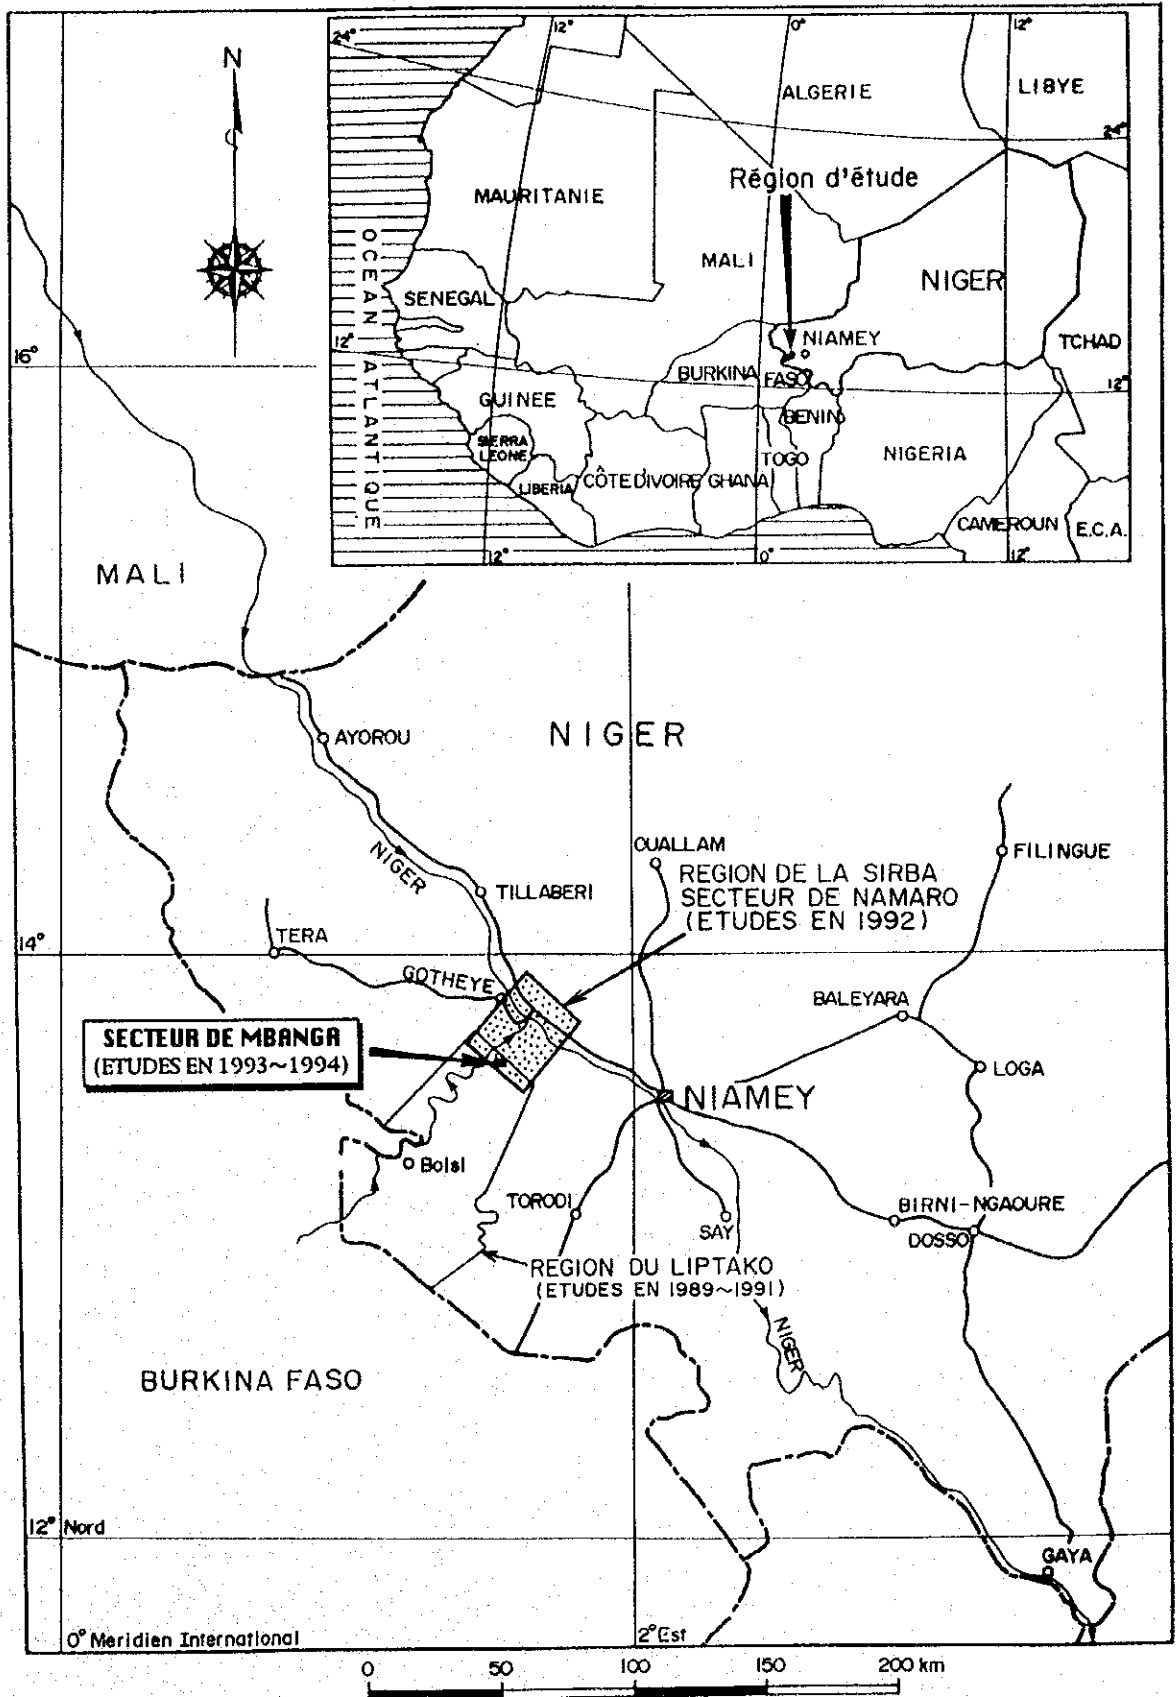 N
24°
12°
0°
12°
ALGERIE
LIBYE
24°
Région d'étude
MAURITANIE
OCEAN ATLANTIQUE
MALI
NIGER
SENEGAL
12°
NIAMEY
TCHAD
BURKINA FASO
12°
GUINEE
BENIN
SIERRA
LEONE
TOGO
NIGERIA
LIBERIA
CÔTE D'IVOIRE
GHANA
CAMEROUN
E.C.A.
12°
0°
12°
16°
MALI
NIGER
AYOROU
NIGER
OUALLAM
FILINGUE
REGION DE LA SIRBA
SECTEUR DE NAMARO
(ETUDES EN 1992)
TILLABERI
TERA
14°
GOTHEYE
BALEYARA
SECTEUR DE MBANGA
(ETUDES EN 1993~1994)
LOGA
NIAMEY
Bolsi
TORODI
SAY
BIRNI-NGAOURE
DOSSO
REGION DU LIPTAKO
(ETUDES EN 1989~1991)
NIGER
BURKINA FASO
12° Nord
GAYA
0° Meridien International
2° Est
0 50 100 150 200 km